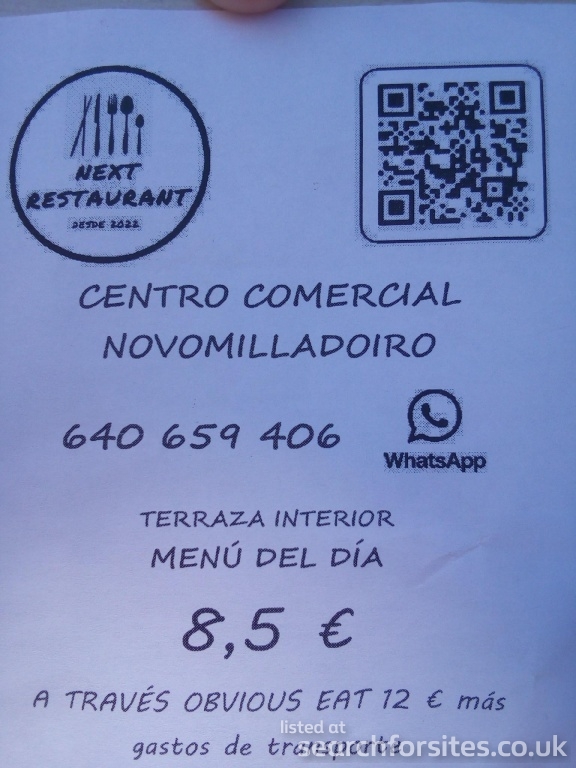 NEXT
RESTAURANT
DESDE 2022
CENTRO COMERCIAL
NOVOMILLADOIRO
640 659 406
WhatsApp
TERRAZA INTERIOR
MENÚ DEL DÍA
8,5 €
A TRAVÉS OBVIOUS EAT 12 € más
gastos de transporte
listed at
searchforsites.co.uk